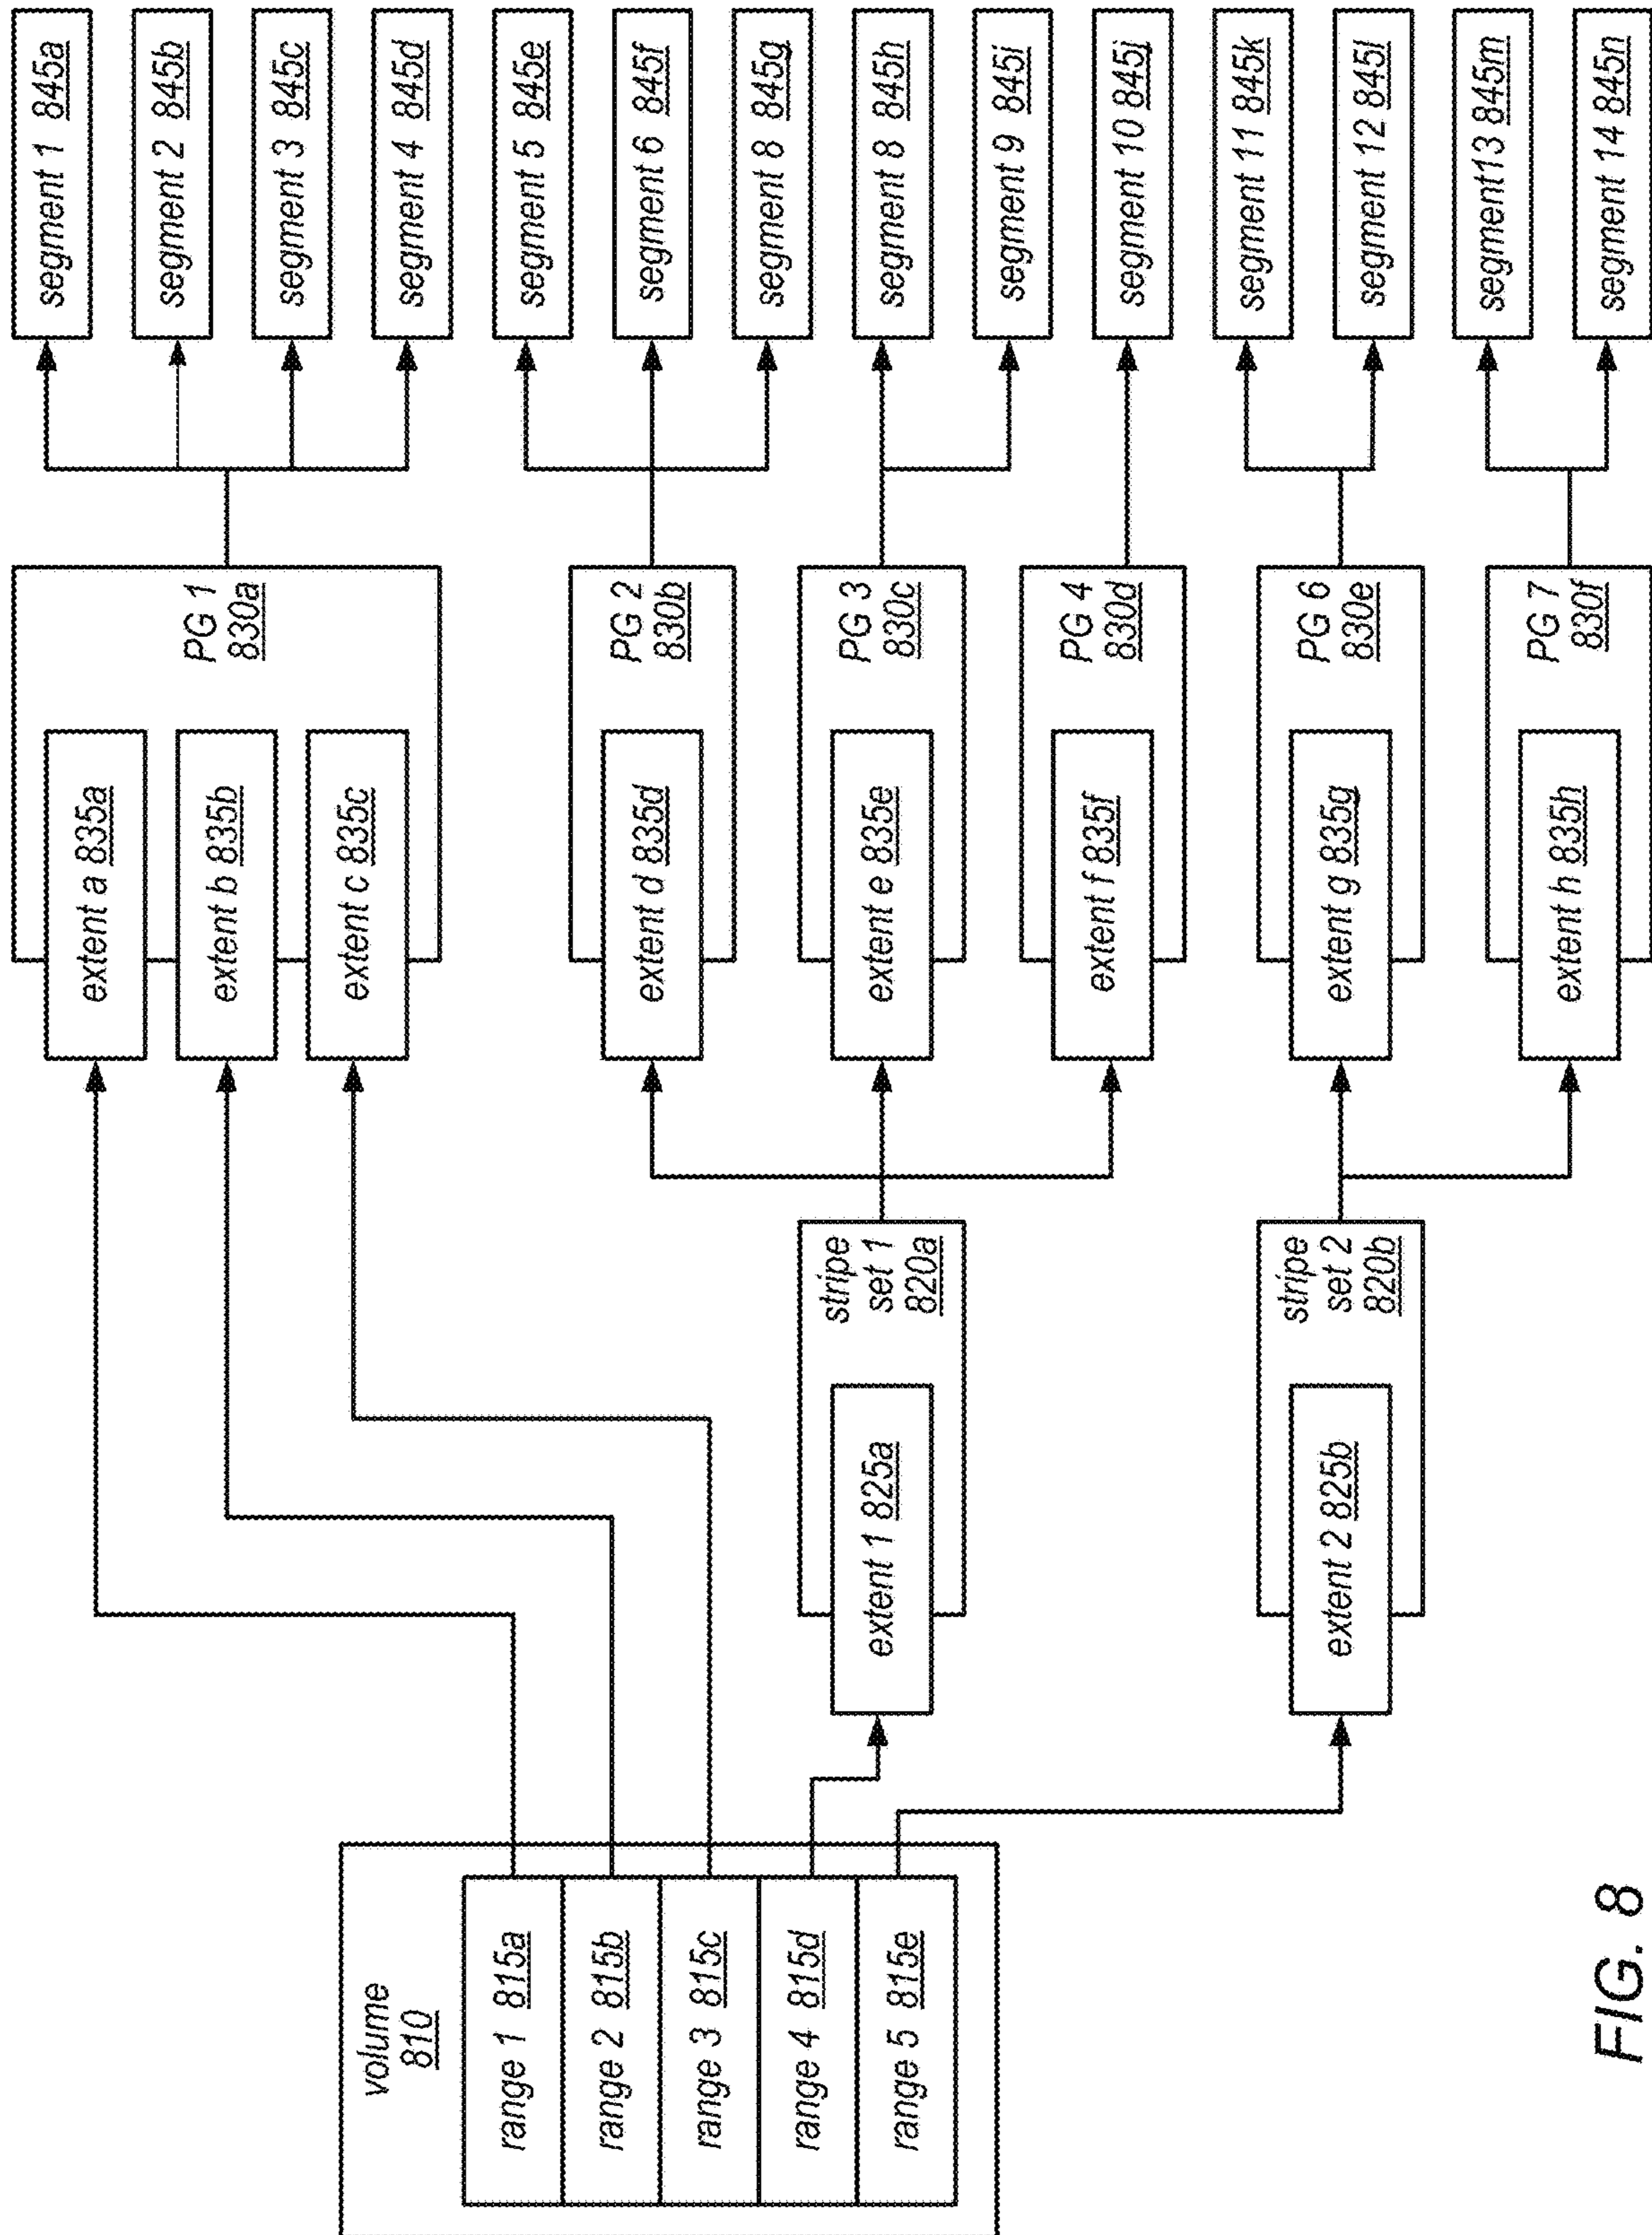 volume
810
range 1 815a
range 2 815b
range 3 815c
range 4 815d
range 5 815e
extent 1 825a
stripe
set 1
820a
extent 2 825b
stripe
set 2
820b
extent a 835a
extent b 835b
extent c 835c
PG 1
830a
extent d 835d
PG 2
830b
extent e 835e
PG 3
830c
extent f 835f
PG 4
830d
extent g 835g
PG 6
830e
extent h 835h
PG 7
830f
segment 1 845a
segment 2 845b
segment 3 845c
segment 4 845d
segment 5 845e
segment 6 845f
segment 8 845g
segment 8 845h
segment 9 845i
segment 10 845j
segment 11 845k
segment 12 845l
segment13 845m
segment 14 845n
FIG. 8